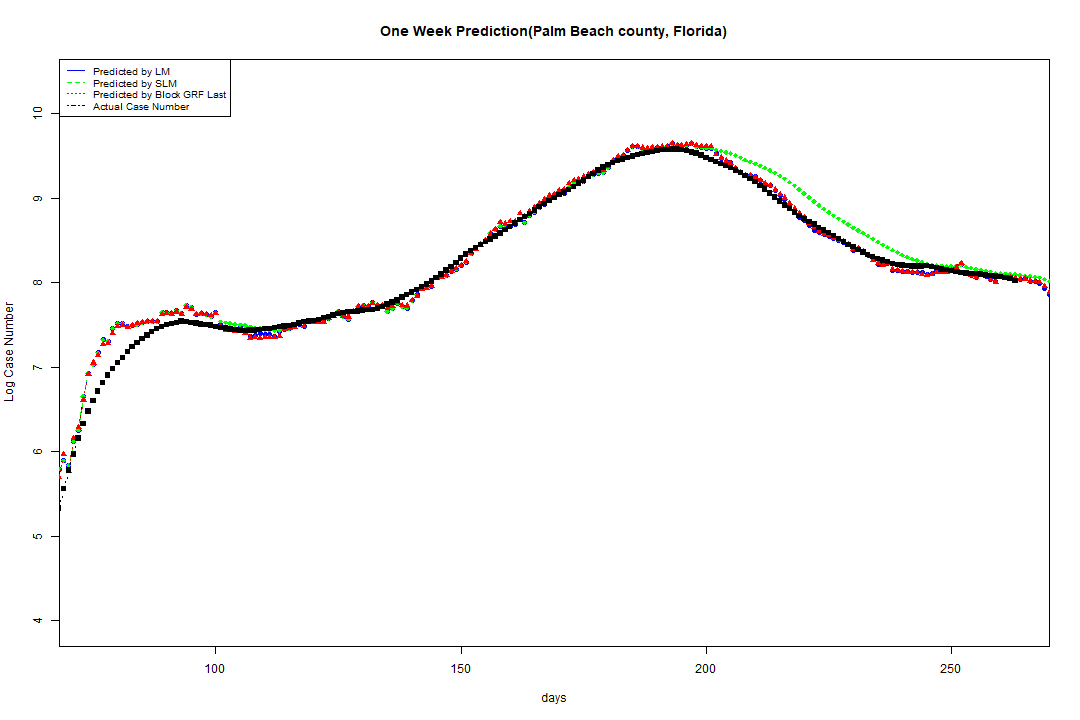 One Week Prediction(Palm Beach county, Florida)
Predicted by LM
Predicted by SLM
Predicted by Block GRF Last
Actual Case Number
10
9
8
7
6
5
4
Log Case Number
100 150 200 250
days